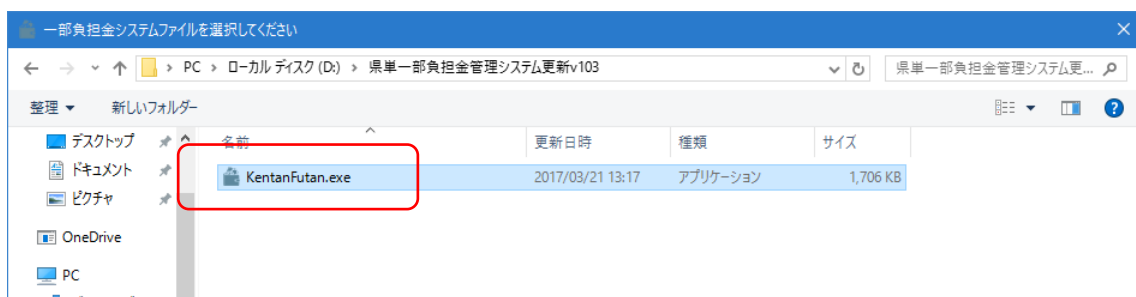 一部負担金システムファイルを選択してください
PC › ローカル ディスク (D:) › 県単一部負担金管理システム更新v103
県単一部負担金管理システム更...
整理 新しいフォルダー
名前 更新日時 種類 サイズ
デスクトップ
KentanFutan.exe 2017/03/21 13:17 アプリケーション 1,706 KB
ドキュメント
ピクチャ
OneDrive
PC